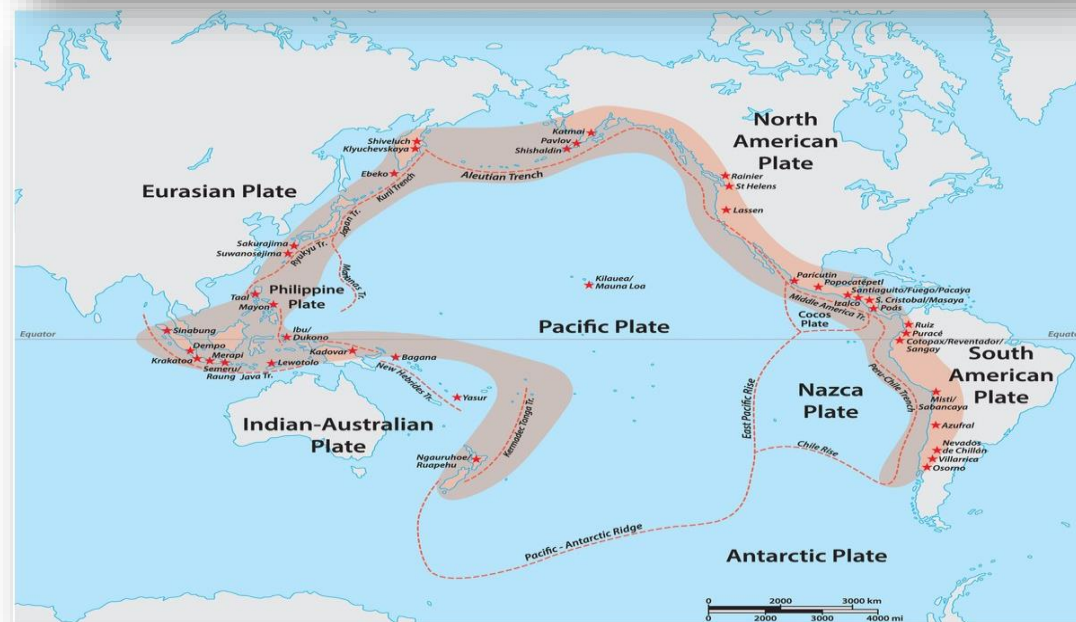 North
American
Plate
Eurasian Plate
Shiveluch
Klyuchevskaya
Ebeko
Kuril Trench
Aleutian Trench
Katmai
Pavlov
Shishaldin
Rainier
St Helens
Lassen
Japan Tr.
Sakurajima
Suwanosejima
Ryukyu Tr.
Marianas Tr.
Taal
Mayon
Philippine
Plate
Kilauea/
Mauna Loa
Paricutin
Popocatépetl
Santiaguito/Fuego/Pacaya
Izalco
S. Cristobal/Masaya
Poás
Middle America Tr.
Cocos
Plate
Pacific Plate
Equator
Equato
Sinabung
Dempo
Krakatoa
Merapi
Semeru/
Raung
Java Tr.
Lewotolo
Ibu/
Dukono
Kadovar
Bagana
New Hebrides Tr.
Yasur
Kermadec Tonga Tr.
Ngauruhoe/
Ruapehu
Indian-Australian
Plate
Ruiz
Puracé
Cotopax/Reventador/
Sangay
South
American
Plate
Peru-Chile Trench
Nazca
Plate
East Pacific Rise
Chile Rise
Misti/
Sabancaya
Azufral
Nevados
de Chillán
Villarrica
Osorno
Pacific - Antarctic Ridge
Antarctic Plate
0 2000 3000 km
0 2000 3000 4000 mi